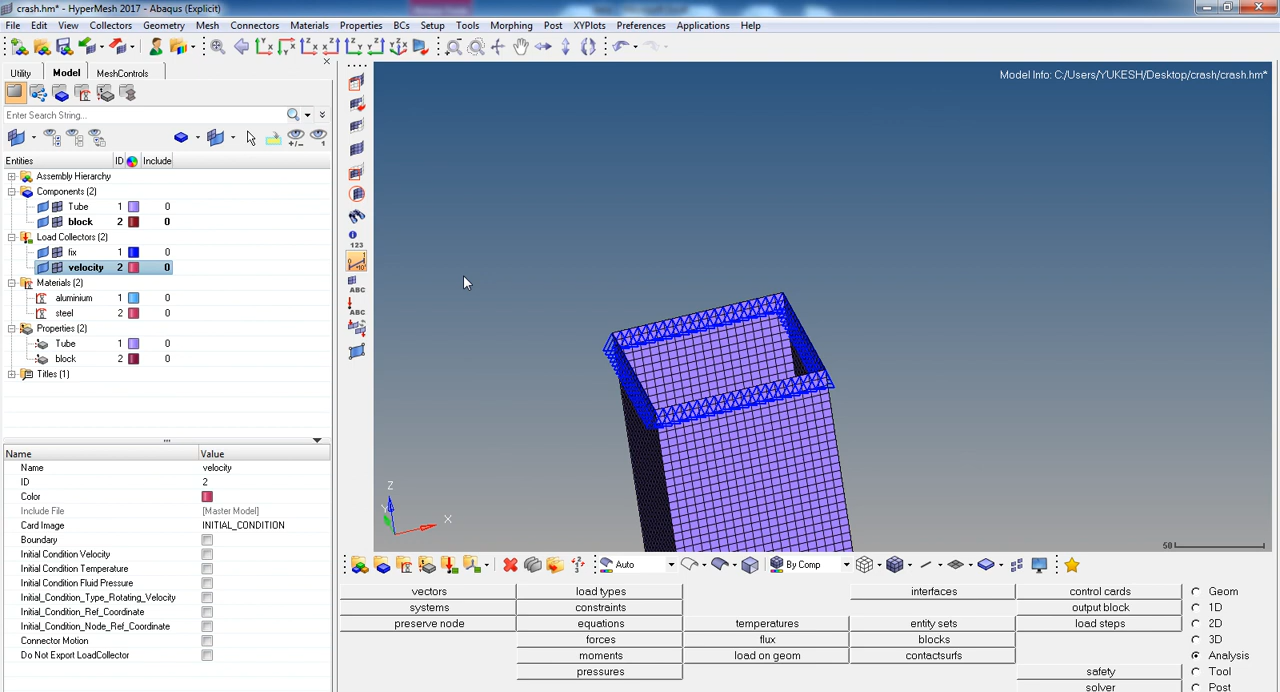 crash.hm* - HyperMesh 2017 - Abaqus (Explicit)
File Edit View Collectors Geometry Mesh Connectors Materials Properties BCs Setup Tools Morphing Post XYPlots Preferences Applications Help
Utility Model MeshControls
Model Info: C:/Users/YUKESH/Desktop/crash/crash.hm*
Enter Search String...
Entities ID Include
Assembly Hierarchy
Components (2)
Tube 1 0
block 2 0
Load Collectors (2)
fix 1 0
velocity 2 0
Materials (2)
aluminium 1 0
steel 2 0
Properties (2)
Tube 1 0
block 2 0
Titles (1)
123
ABC
ABC
Name Value
Name velocity
ID 2
Color
Include File [Master Model]
Card Image INITIAL_CONDITION
Boundary
Initial Condition Velocity
Initial Condition Temperature
Initial Condition Fluid Pressure
Initial_Condition_Type_Rotating_Velocity
Initial_Condition_Ref_Coordinate
Initial_Condition_Node_Ref_Coordinate
Connector Motion
Do Not Export LoadCollector
Z
Y
X
50
Auto By Comp
vectors load types interfaces control cards Geom
systems constraints output block 1D
preserve node equations temperatures entity sets load steps 2D
forces flux blocks 3D
moments load on geom contactsurfs Analysis
pressures safety Tool
solver Post